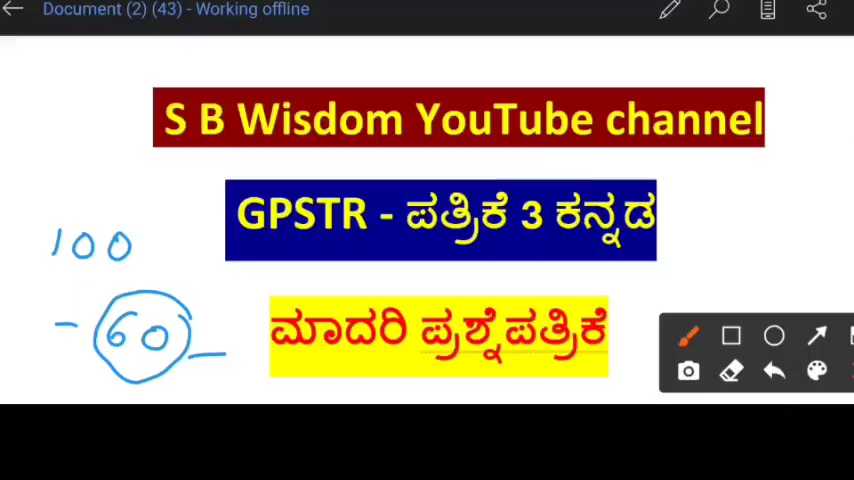 Document (2) (43) - Working offline
S B Wisdom YouTube channel
GPSTR - ಪತ್ರಿಕೆ 3 ಕನ್ನಡ
100
ಮಾದರಿ ಪ್ರಶ್ನೆಪತ್ರಿಕೆ
- 60 -